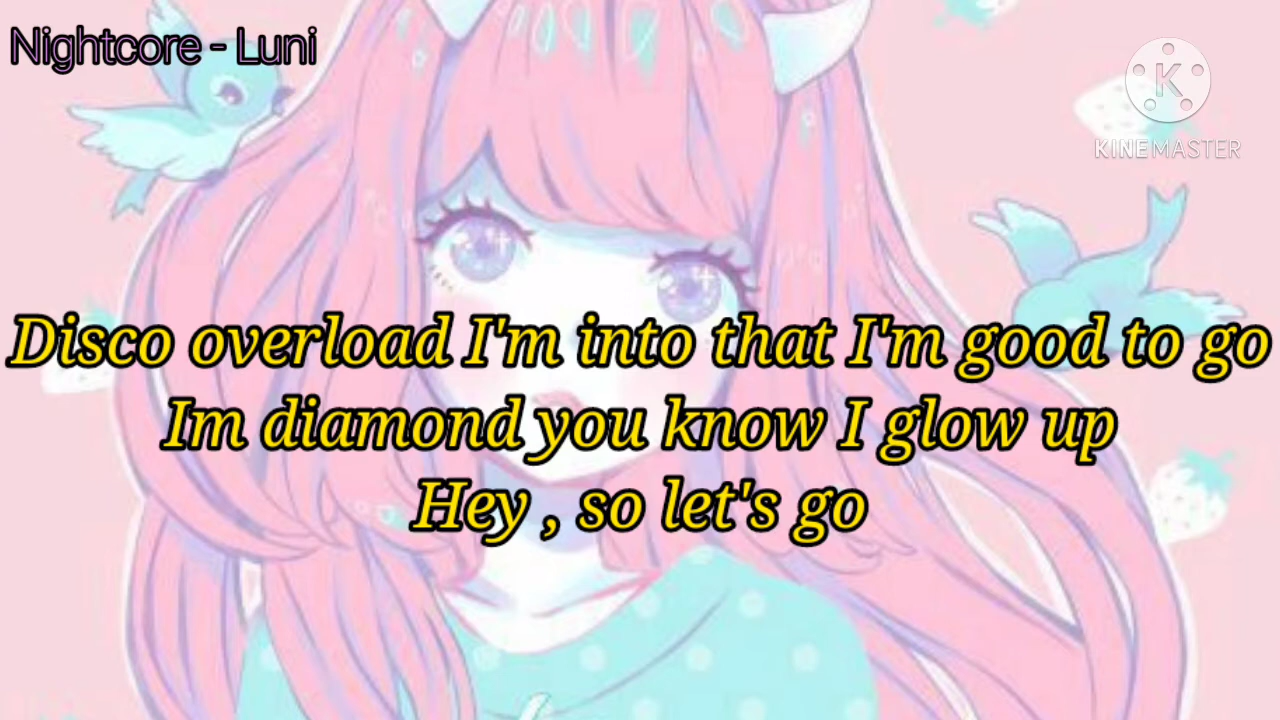 Nightcore - Luni
K
KINEMASTER
Disco overload I'm into that I'm good to go
Im diamond you know I glow up
Hey , so let's go